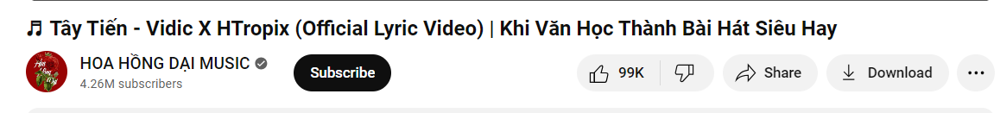 ♬ Tây Tiến - Vidic X HTropix (Official Lyric Video) | Khi Văn Học Thành Bài Hát Siêu Hay
HOA HỒNG DẠI MUSIC
4.26M subscribers
Subscribe
99K
Share
Download